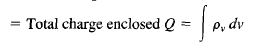 = Total charge enclosed Q = ∫ ρᵥ dv